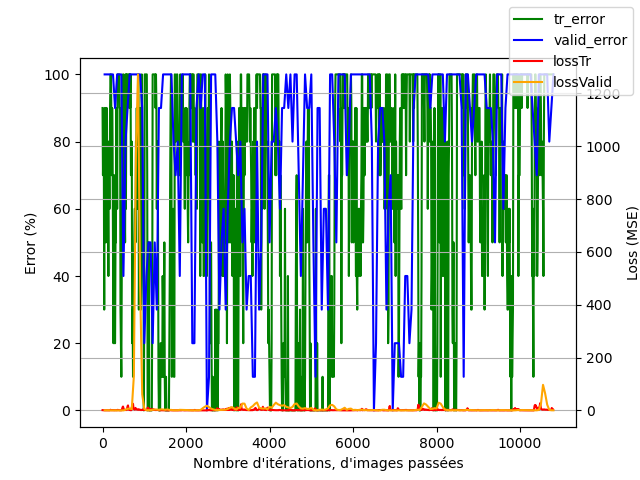 tr_error
valid_error
lossTr
lossValid
100
80
60
40
20
0
Error (%)
1200
1000
800
600
400
200
0
Loss (MSE)
0 2000 4000 6000 8000 10000
Nombre d'itérations, d'images passées